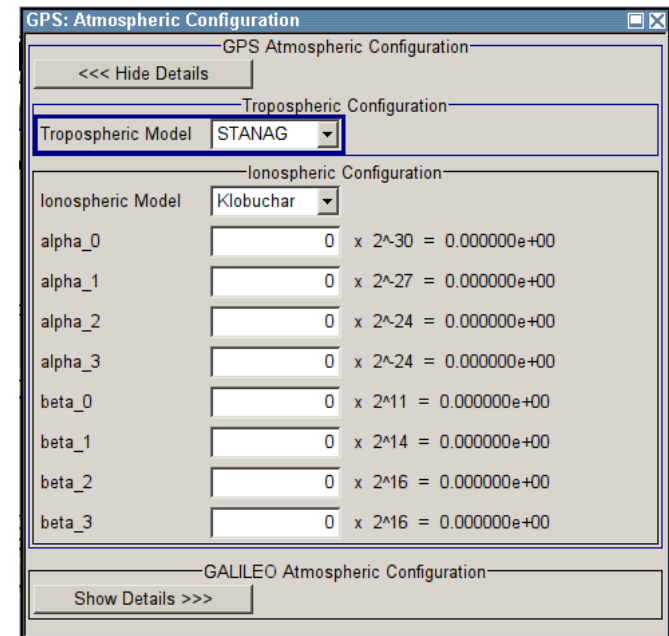 GPS: Atmospheric Configuration
GPS Atmospheric Configuration
<<< Hide Details
Tropospheric Configuration
Tropospheric Model STANAG
Ionospheric Configuration
Ionospheric Model Klobuchar
alpha_0 0 x 2^-30 = 0.000000e+00
alpha_1 0 x 2^-27 = 0.000000e+00
alpha_2 0 x 2^-24 = 0.000000e+00
alpha_3 0 x 2^-24 = 0.000000e+00
beta_0 0 x 2^11 = 0.000000e+00
beta_1 0 x 2^14 = 0.000000e+00
beta_2 0 x 2^16 = 0.000000e+00
beta_3 0 x 2^16 = 0.000000e+00
GALILEO Atmospheric Configuration
Show Details >>>